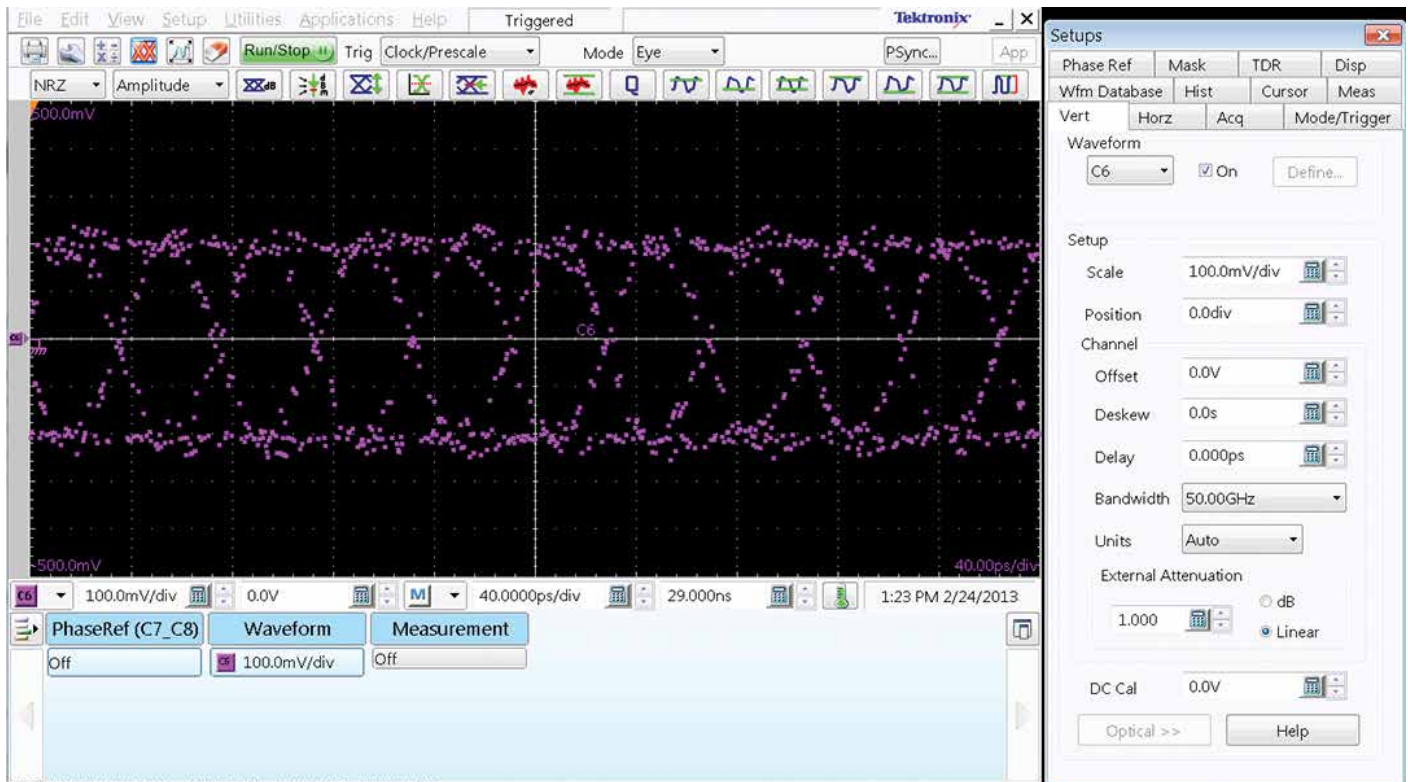 File Edit View Setup Utilities Applications Help Triggered Tektronix
Run/Stop Trig Clock/Prescale Mode Eye PSync... App
NRZ Amplitude dB Q
500.0mV
C6
C6
-500.0mV 40.00ps/div
C6 100.0mV/div 0.0V M 40.0000ps/div 29.000ns 1:23 PM 2/24/2013
PhaseRef (C7_C8) Waveform Measurement
Off C6 100.0mV/div Off
Setups
Phase Ref Mask TDR Disp
Wfm Database Hist Cursor Meas
Vert Horz Acq Mode/Trigger
Waveform
C6 On Define...
Setup
Scale 100.0mV/div
Position 0.0div
Channel
Offset 0.0V
Deskew 0.0s
Delay 0.000ps
Bandwidth 50.00GHz
Units Auto
External Attenuation
1.000 dB
Linear
DC Cal 0.0V
Optical >> Help